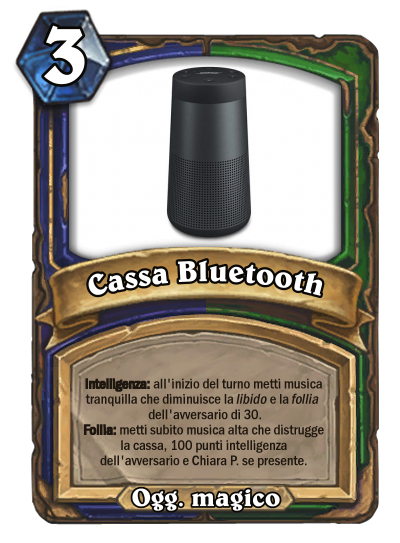 3
Cassa Bluetooth
Intelligenza: all'inizio del turno metti musica
tranquilla che diminuisce la libido e la follia
dell'avversario di 30.
Follia: metti subito musica alta che distrugge
la cassa, 100 punti intelligenza
dell'avversario e Chiara P. se presente.
Ogg. magico